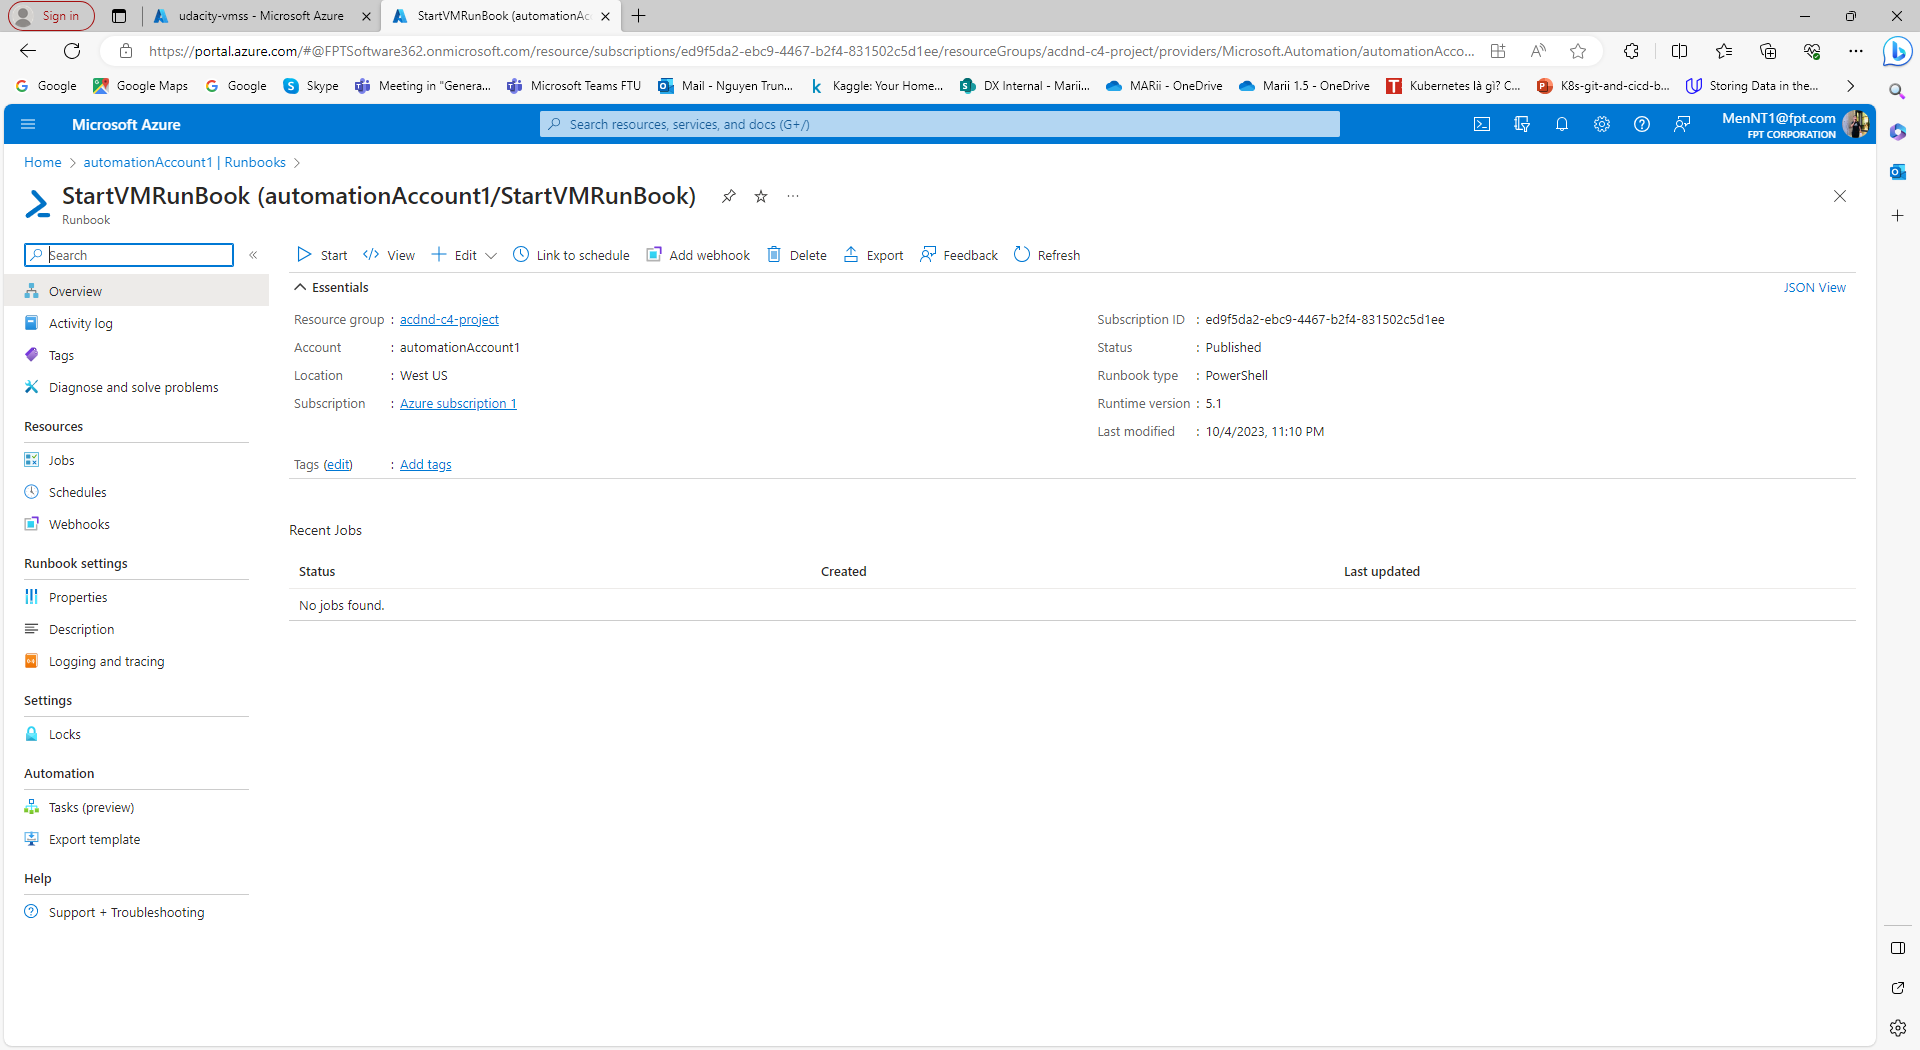 Sign in
udacity-vmss - Microsoft Azure
StartVMRunBook (automationAc
https://portal.azure.com/#@FPTSoftware362.onmicrosoft.com/resource/subscriptions/ed9f5da2-ebc9-4467-b2f4-831502c5d1ee/resourceGroups/acdnd-c4-project/providers/Microsoft.Automation/automationAcco...
Google
Google Maps
Google
Skype
Meeting in "Genera...
Microsoft Teams FTU
Mail - Nguyen Trun...
Kaggle: Your Home...
DX Internal - Marii...
MARii - OneDrive
Marii 1.5 - OneDrive
Kubernetes là gì? C...
K8s-git-and-cicd-b...
Storing Data in the...
Microsoft Azure
Search resources, services, and docs (G+/)
MenNT1@fpt.com
FPT CORPORATION
Home > automationAccount1 | Runbooks >
StartVMRunBook (automationAccount1/StartVMRunBook)
Runbook
Search
Start
View
Edit
Link to schedule
Add webhook
Delete
Export
Feedback
Refresh
Overview
Activity log
Tags
Diagnose and solve problems
Resources
Jobs
Schedules
Webhooks
Runbook settings
Properties
Description
Logging and tracing
Settings
Locks
Automation
Tasks (preview)
Export template
Help
Support + Troubleshooting
Essentials
JSON View
Resource group : acdnd-c4-project
Account : automationAccount1
Location : West US
Subscription : Azure subscription 1
Subscription ID : ed9f5da2-ebc9-4467-b2f4-831502c5d1ee
Status : Published
Runbook type : PowerShell
Runtime version : 5.1
Last modified : 10/4/2023, 11:10 PM
Tags (edit) : Add tags
Recent Jobs
Status Created Last updated
No jobs found.